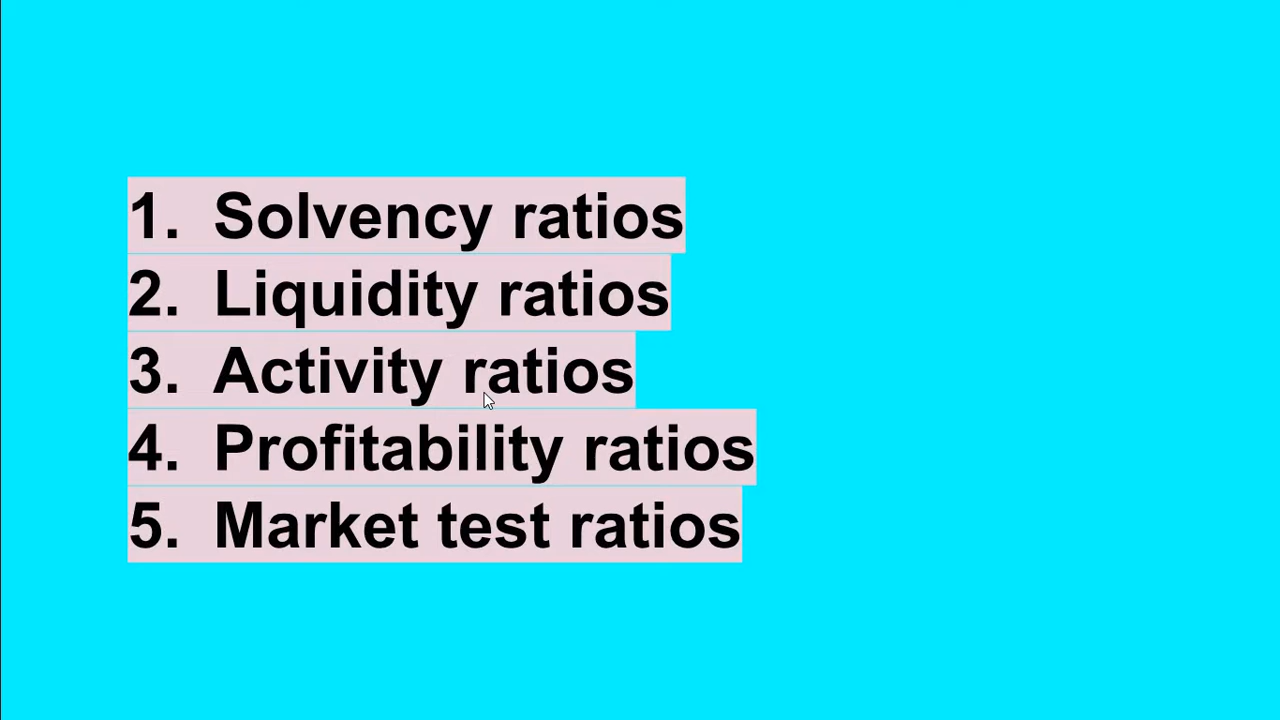 1. Solvency ratios
2. Liquidity ratios
3. Activity ratios
4. Profitability ratios
5. Market test ratios